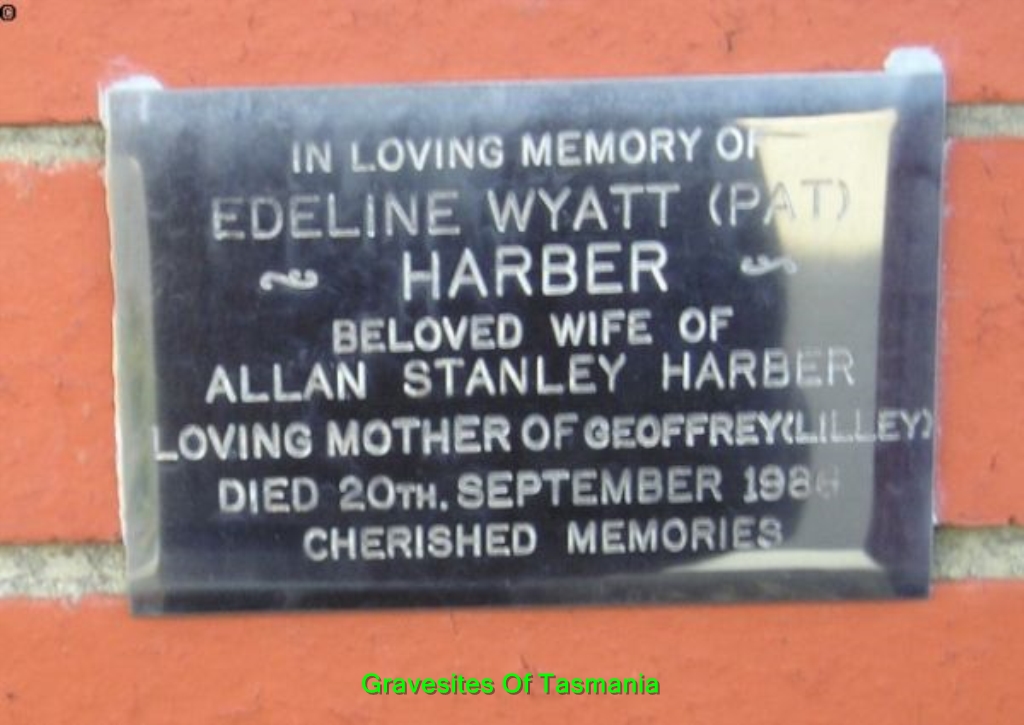 ©
IN LOVING MEMORY OF
EDELINE WYATT (PAT)
HARBER
BELOVED WIFE OF
ALLAN STANLEY HARBER
LOVING MOTHER OF GEOFFREY (LILLEY)
DIED 20TH. SEPTEMBER
CHERISHED MEMORIES
Gravesites Of Tasmania